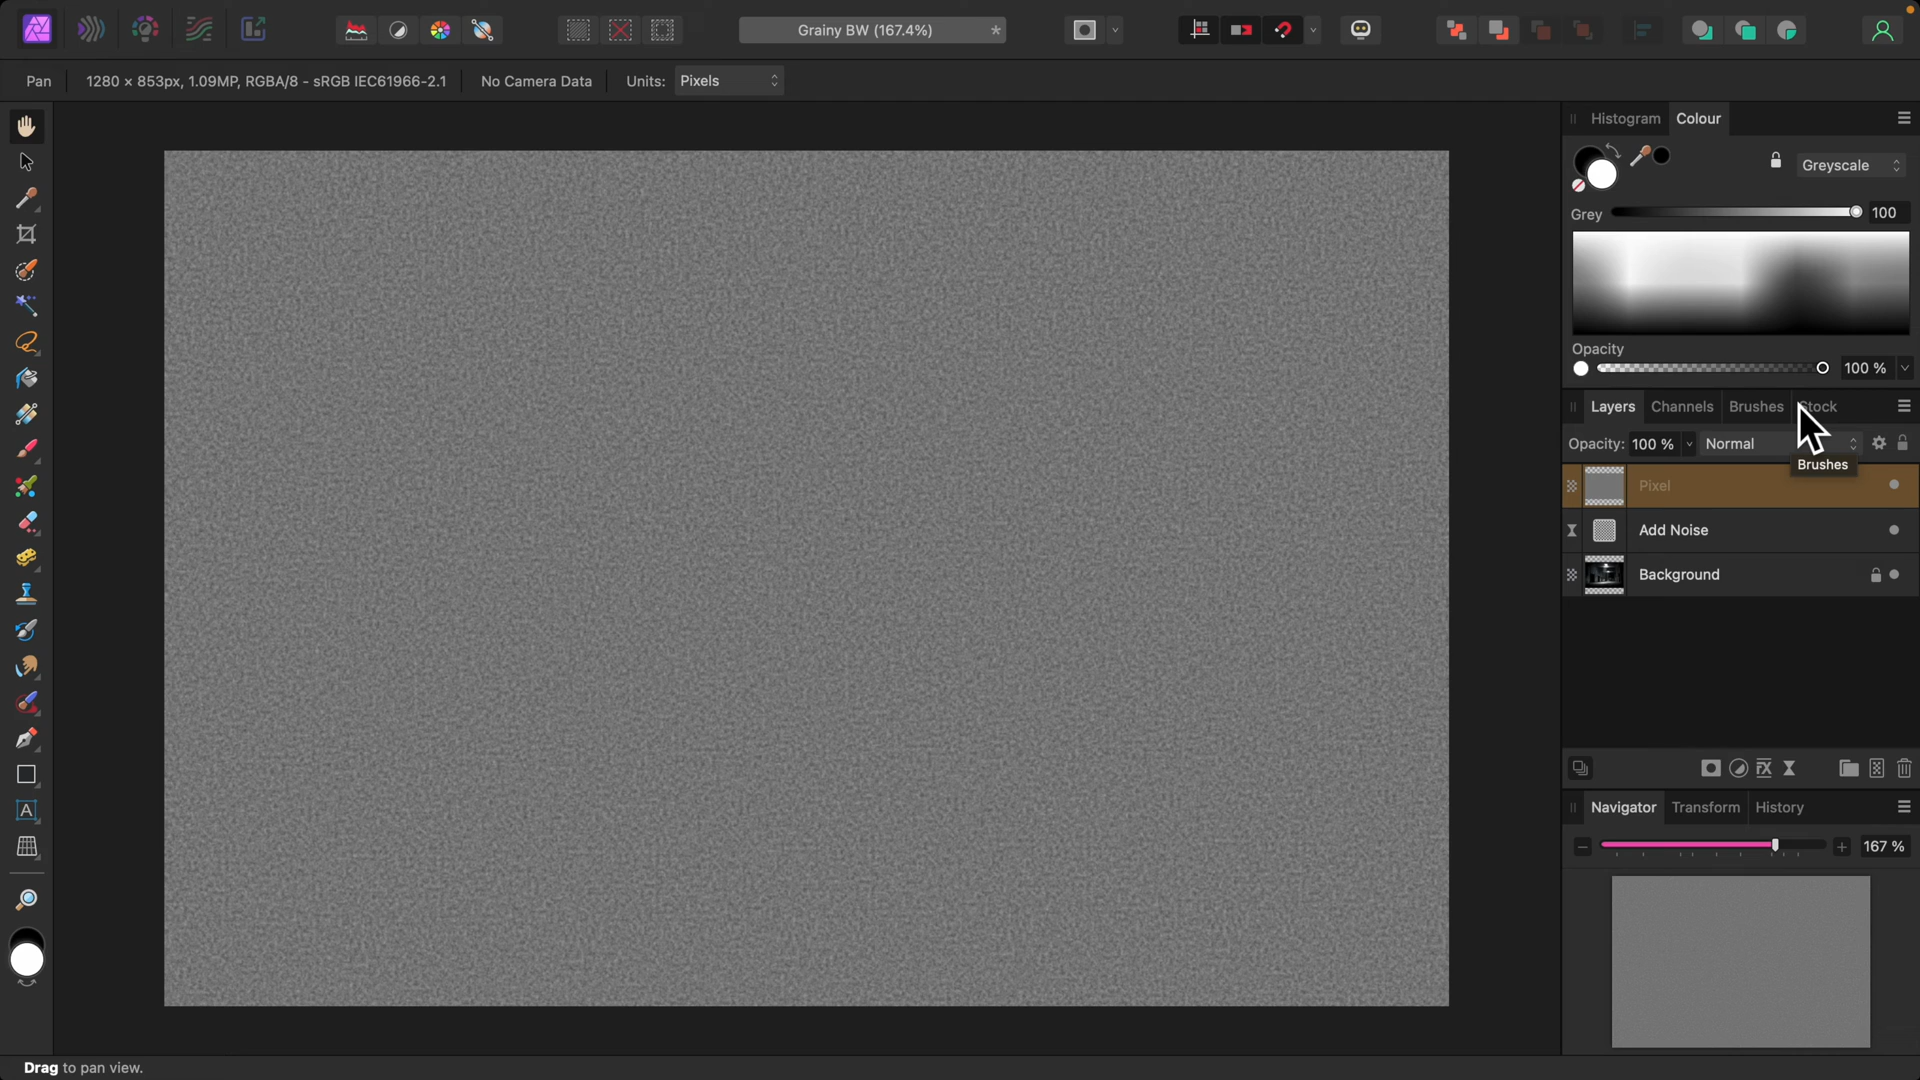 Grainy BW (167.4%) *
Pan 1280 × 853px, 1.09MP, RGBA/8 - sRGB IEC61966-2.1 No Camera Data Units: Pixels
Histogram Colour
Greyscale
Grey 100
Opacity
100 %
Layers Channels Brushes Stock
Opacity: 100 % Normal
Brushes
Pixel
Add Noise
Background
Navigator Transform History
167 %
A
Drag to pan view.